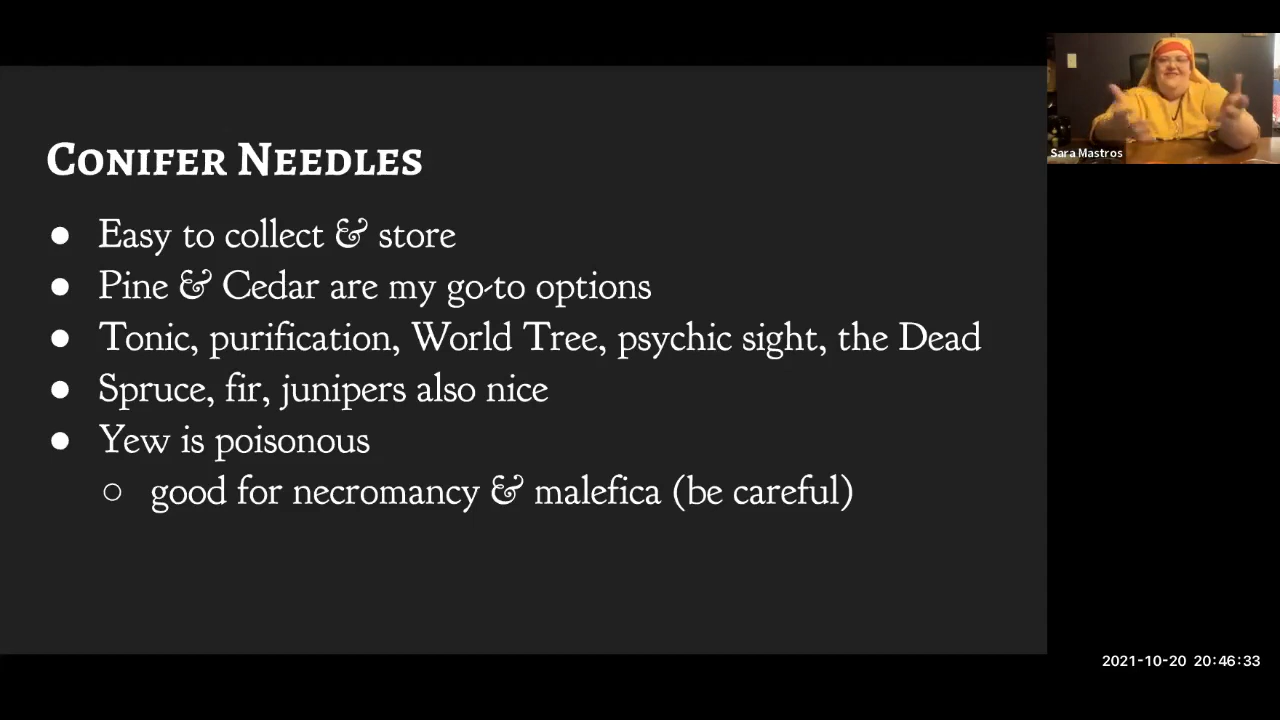 Conifer Needles
● Easy to collect & store
● Pine & Cedar are my go-to options
● Tonic, purification, World Tree, psychic sight, the Dead
● Spruce, fir, junipers also nice
● Yew is poisonous
○ good for necromancy & malefica (be careful)
Sara Mastros
2021-10-20 20:46:33